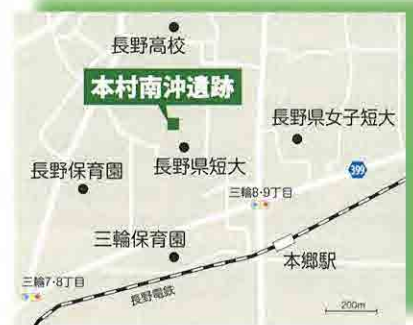 長野高校
本村南沖遺跡
長野県女子短大
長野県短大
399
長野保育園
三輪8・9丁目
三輪保育園
本郷駅
三輪7・8丁目
長野電鉄
200m